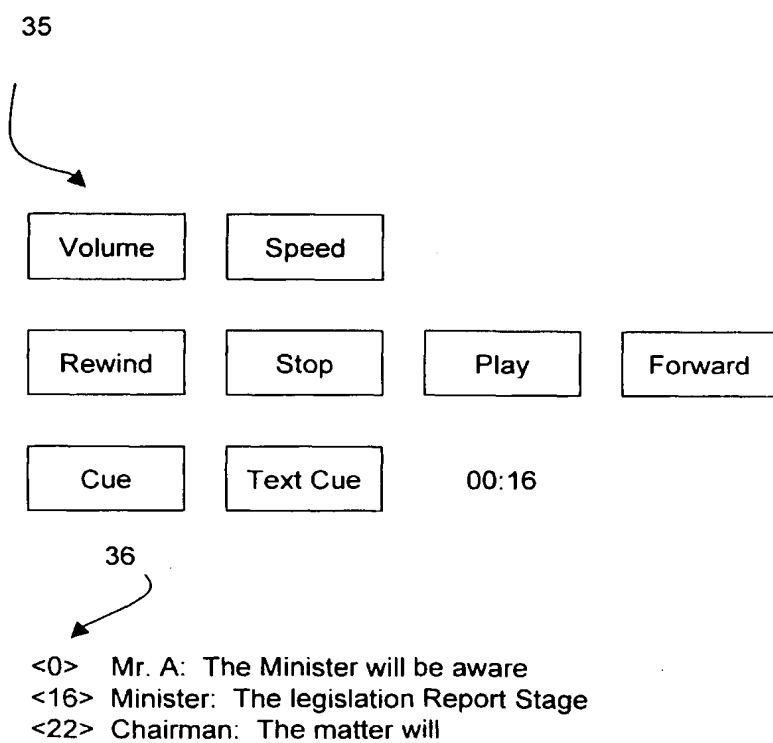 35
Volume Speed
Rewind Stop Play Forward
Cue Text Cue 00:16
36
<0> Mr. A: The Minister will be aware
<16> Minister: The legislation Report Stage
<22> Chairman: The matter will